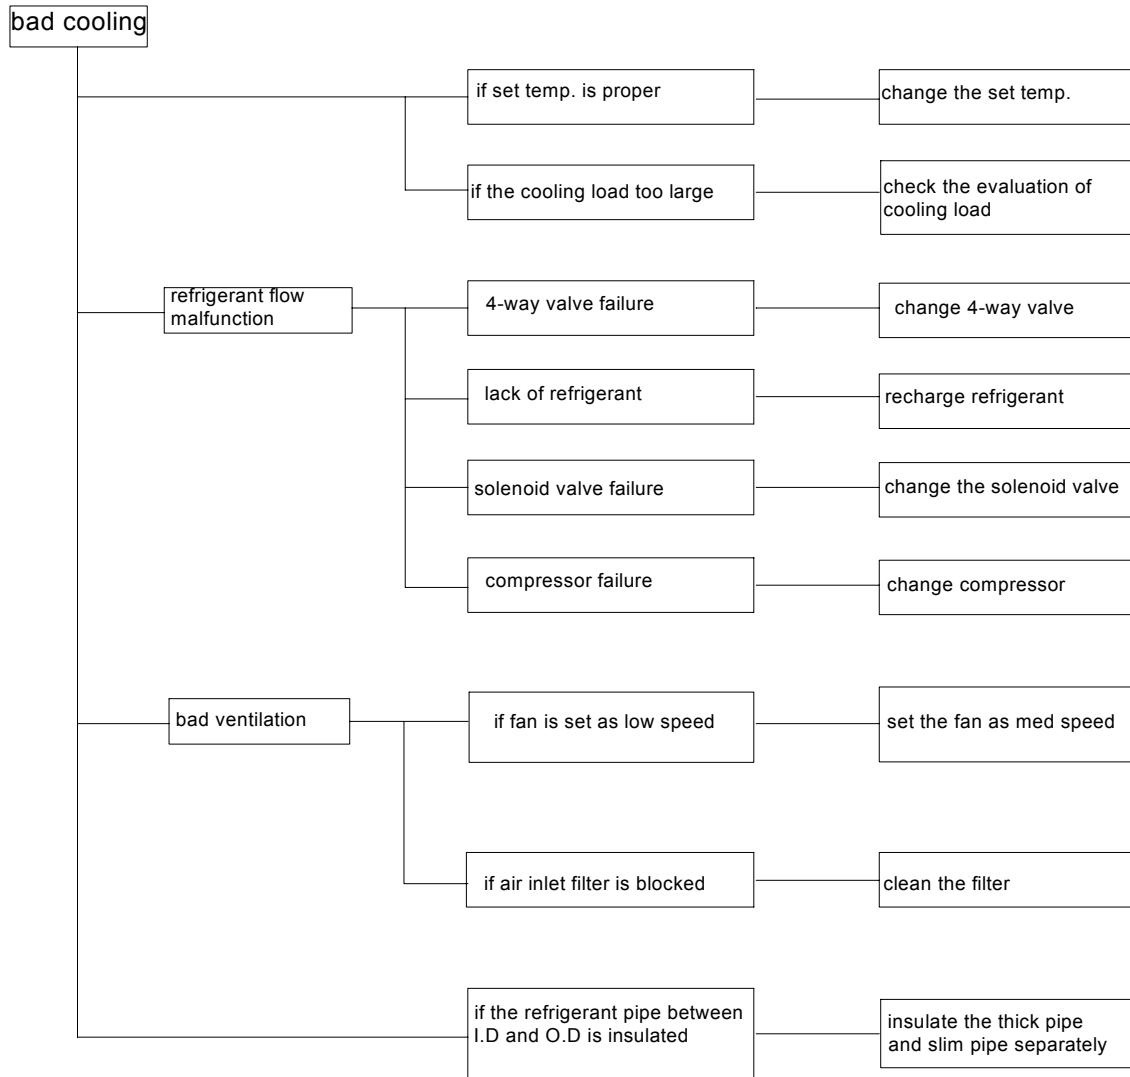 bad cooling
if set temp. is proper
change the set temp.
if the cooling load too large
check the evaluation of
cooling load
refrigerant flow
malfunction
4-way valve failure
change 4-way valve
lack of refrigerant
recharge refrigerant
solenoid valve failure
change the solenoid valve
compressor failure
change compressor
bad ventilation
if fan is set as low speed
set the fan as med speed
if air inlet filter is blocked
clean the filter
if the refrigerant pipe between
I.D and O.D is insulated
insulate the thick pipe
and slim pipe separately